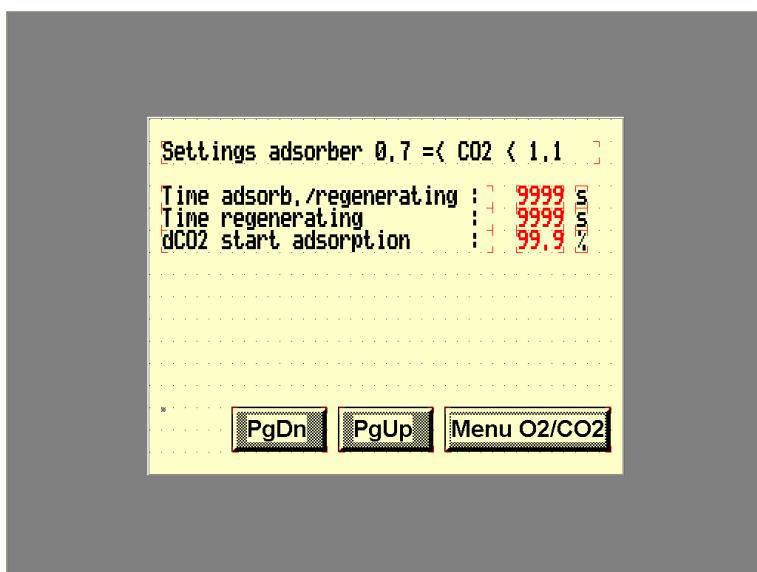 Settings adsorber 0.7 =< CO2 < 1.1
Time adsorb./regenerating : 9999 s
Time regenerating : 9999 s
dCO2 start adsorption : 99.9 %
PgDn PgUp Menu O2/CO2